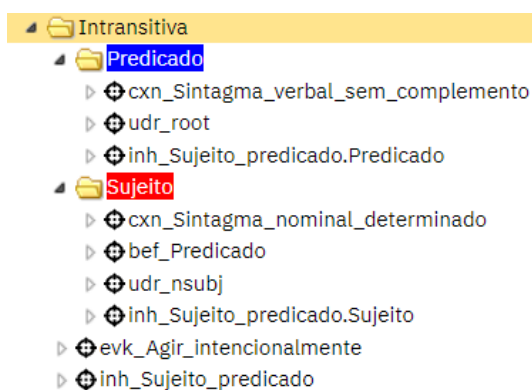 Intransitiva
Predicado
cxn_Sintagma_verbal_sem_complemento
udr_root
inh_Sujeito_predicado.Predicado
Sujeito
cxn_Sintagma_nominal_determinado
bef_Predicado
udr_nsubj
inh_Sujeito_predicado.Sujeito
evk_Agir_intencionalmente
inh_Sujeito_predicado